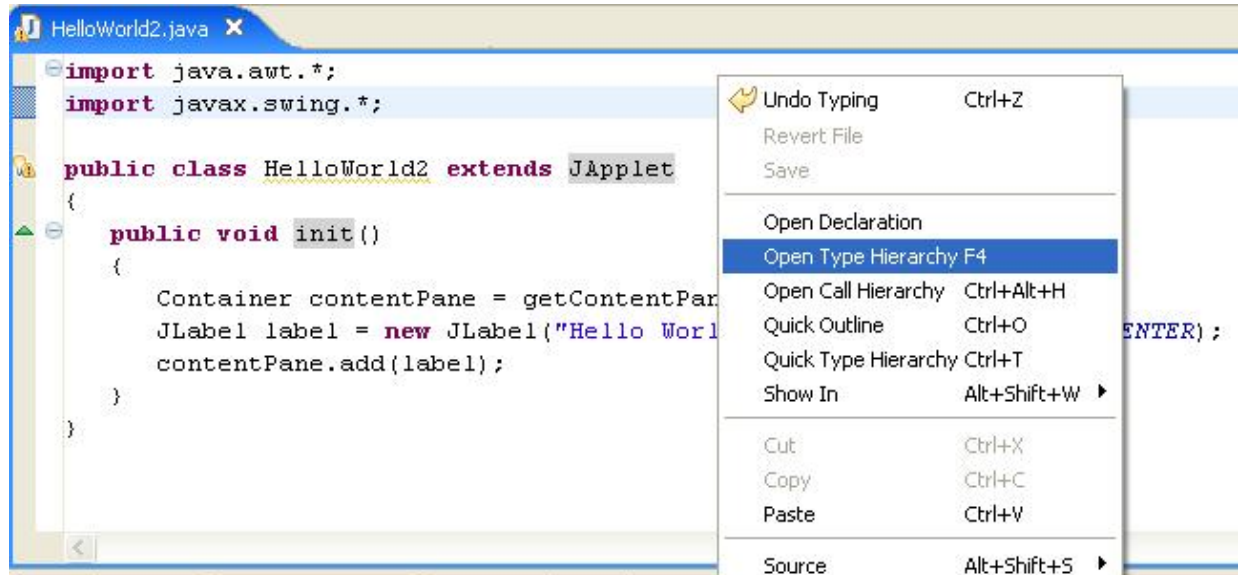 HelloWorld2.java
import java.awt.*;
import javax.swing.*;
public class HelloWorld2 extends JApplet
{
public void init()
{
Container contentPane = getContentPan
JLabel label = new JLabel("Hello Worl ENTER);
contentPane.add(label);
}
}
Undo Typing Ctrl+Z
Revert File
Save
Open Declaration
Open Type Hierarchy F4
Open Call Hierarchy Ctrl+Alt+H
Quick Outline Ctrl+O
Quick Type Hierarchy Ctrl+T
Show In Alt+Shift+W
Cut Ctrl+X
Copy Ctrl+C
Paste Ctrl+V
Source Alt+Shift+S